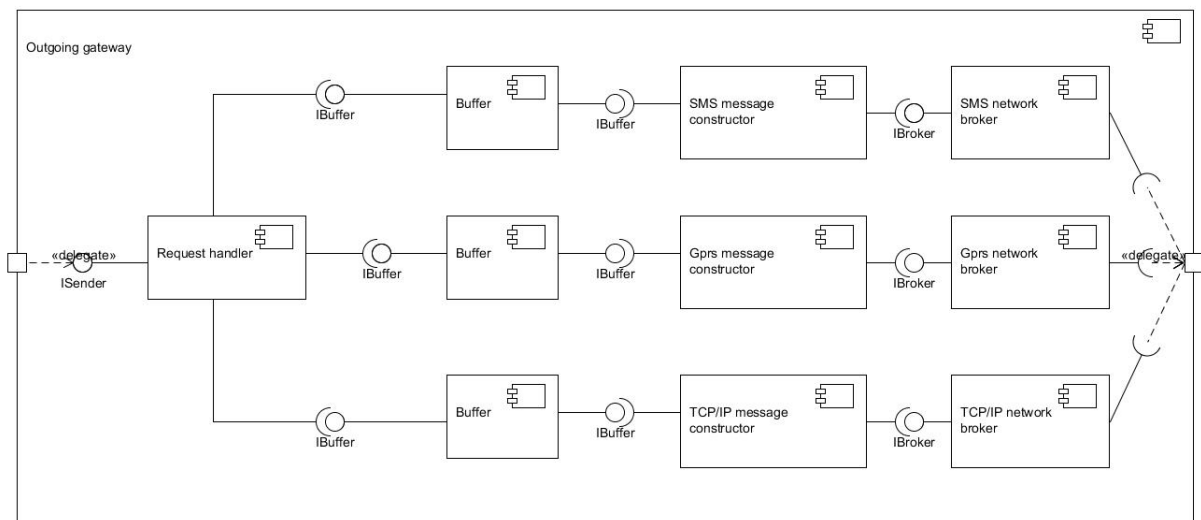 Outgoing gateway
IBuffer
Buffer
IBuffer
SMS message
constructor
IBroker
SMS network
broker
«delegate»
ISender
Request handler
IBuffer
Buffer
IBuffer
Gprs message
constructor
IBroker
Gprs network
broker
«delegate»
IBuffer
Buffer
IBuffer
TCP/IP message
constructor
IBroker
TCP/IP network
broker